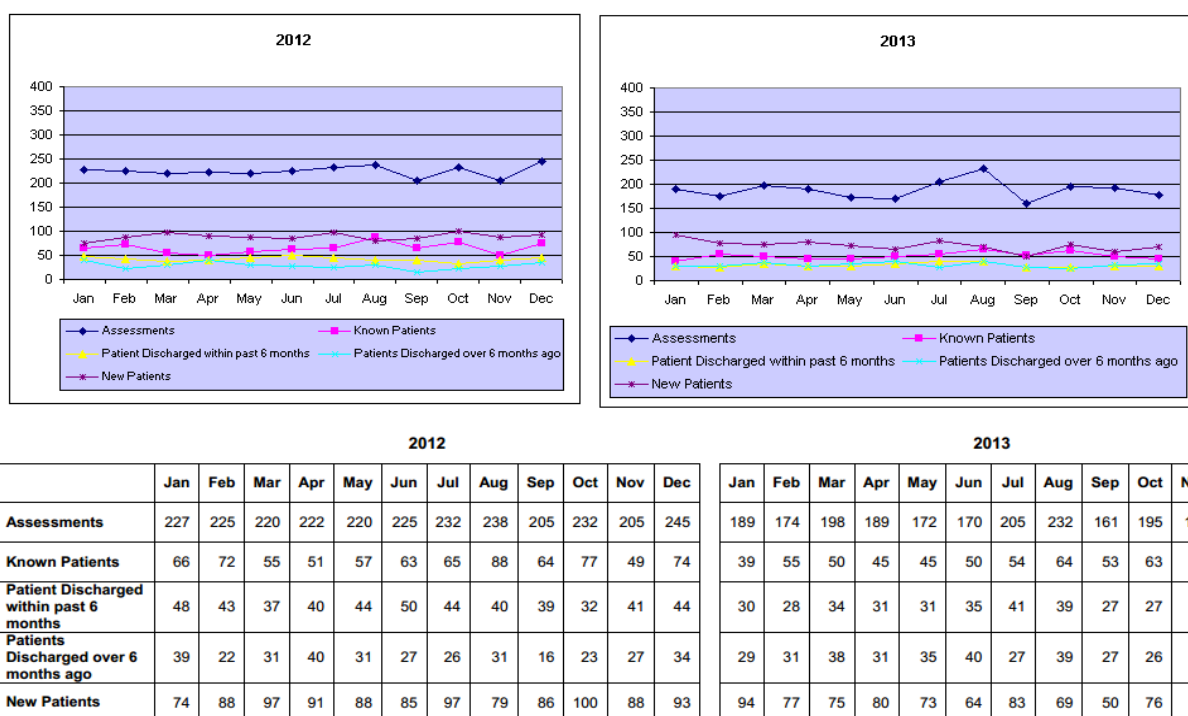 2012
400
350
300
250
200
150
100
50
0
Jan Feb Mar Apr May Jun Jul Aug Sep Oct Nov Dec
Assessments Known Patients
Patient Discharged within past 6 months Patients Discharged over 6 months ago
New Patients
2013
400
350
300
250
200
150
100
50
0
Jan Feb Mar Apr May Jun Jul Aug Sep Oct Nov Dec
Assessments Known Patients
Patient Discharged within past 6 months Patients Discharged over 6 months ago
New Patients
2012 2013
Jan Feb Mar Apr May Jun Jul Aug Sep Oct Nov Dec Jan Feb Mar Apr May Jun Jul Aug Sep Oct
Assessments 227 225 220 222 220 225 232 238 205 232 205 245 189 174 198 189 172 170 205 232 161 195
Known Patients 66 72 55 51 57 63 65 88 64 77 49 74 39 55 50 45 45 50 54 64 53 63
Patient Discharged
within past 6 48 43 37 40 44 50 44 40 39 32 41 44 30 28 34 31 31 35 41 39 27 27
months
Patients
Discharged over 6 39 22 31 40 31 27 26 31 16 23 27 34 29 31 38 31 35 40 27 39 27 26
months ago
New Patients 74 88 97 91 88 85 97 79 86 100 88 93 94 77 75 80 73 64 83 69 50 76